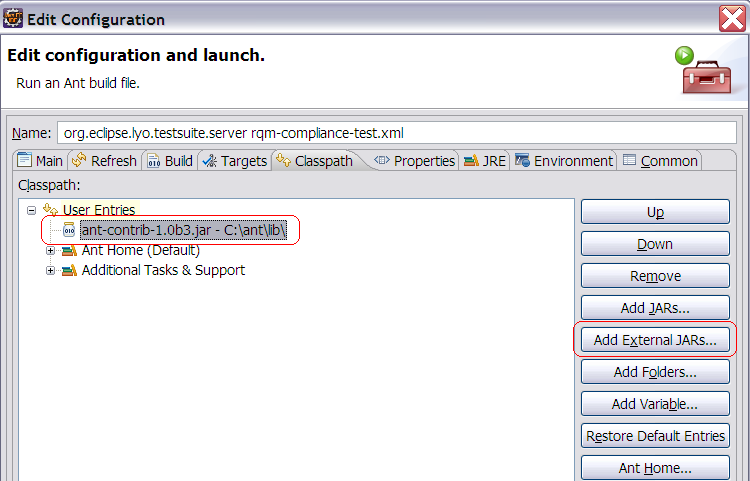 Edit Configuration
Edit configuration and launch.
Run an Ant build file.
Name: org.eclipse.lyo.testsuite.server rqm-compliance-test.xml
Main Refresh Build Targets Classpath Properties JRE Environment Common
Classpath:
User Entries
ant-contrib-1.0b3.jar - C:\ant\lib\
Ant Home (Default)
Additional Tasks & Support
Up
Down
Remove
Add JARs...
Add External JARs...
Add Folders...
Add Variable...
Restore Default Entries
Ant Home...